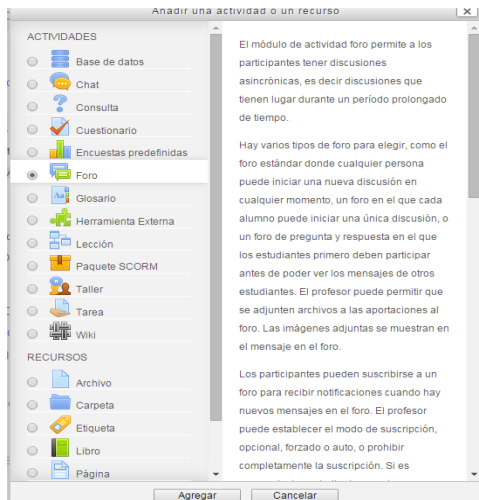 Añadir una actividad o un recurso
ACTIVIDADES
Base de datos
Chat
Consulta
Cuestionario
Encuestas predefinidas
Foro
Glosario
Herramienta Externa
Lección
Paquete SCORM
Taller
Tarea
Wiki
RECURSOS
Archivo
Carpeta
Etiqueta
Libro
Página
El módulo de actividad foro permite a los
participantes tener discusiones
asincrónicas, es decir discusiones que
tienen lugar durante un período prolongado
de tiempo.
Hay varios tipos de foro para elegir, como el
foro estándar donde cualquier persona
puede iniciar una nueva discusión en
cualquier momento, un foro en el que cada
alumno puede iniciar una única discusión, o
un foro de pregunta y respuesta en el que
los estudiantes primero deben participar
antes de poder ver los mensajes de otros
estudiantes. El profesor puede permitir que
se adjunten archivos a las aportaciones al
foro. Las imágenes adjuntas se muestran en
el mensaje en el foro.
Los participantes pueden suscribirse a un
foro para recibir notificaciones cuando hay
nuevos mensajes en el foro. El profesor
puede establecer el modo de suscripción,
opcional, forzado o auto, o prohibir
completamente la suscripción. Si es
Agregar
Cancelar